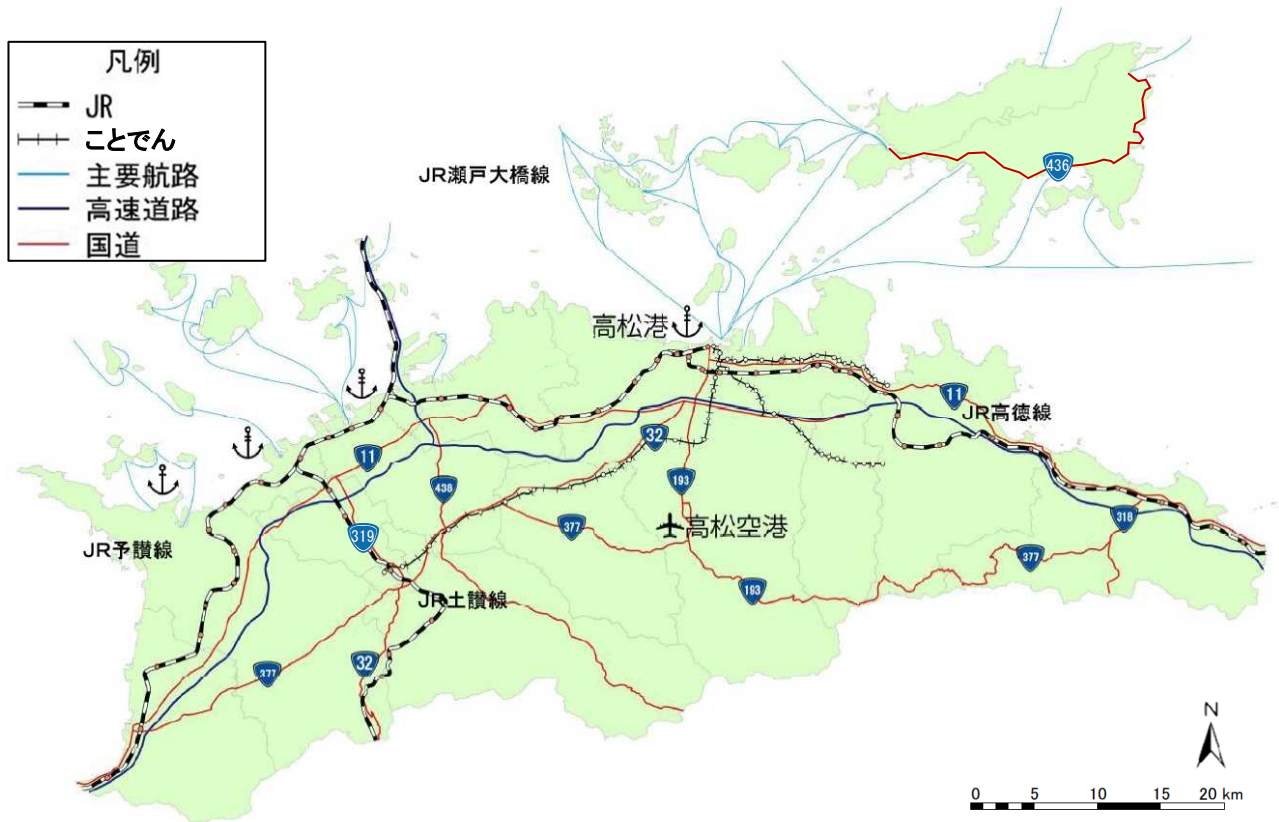 凡例
JR
ことでん
主要航路
高速道路
国道
JR瀬戸大橋線
436
高松港
11
JR高徳線
32
11
438
193
319
377
高松空港
318
377
JR予讃線
193
JR土讃線
377
32
N
0 5 10 15 20 km